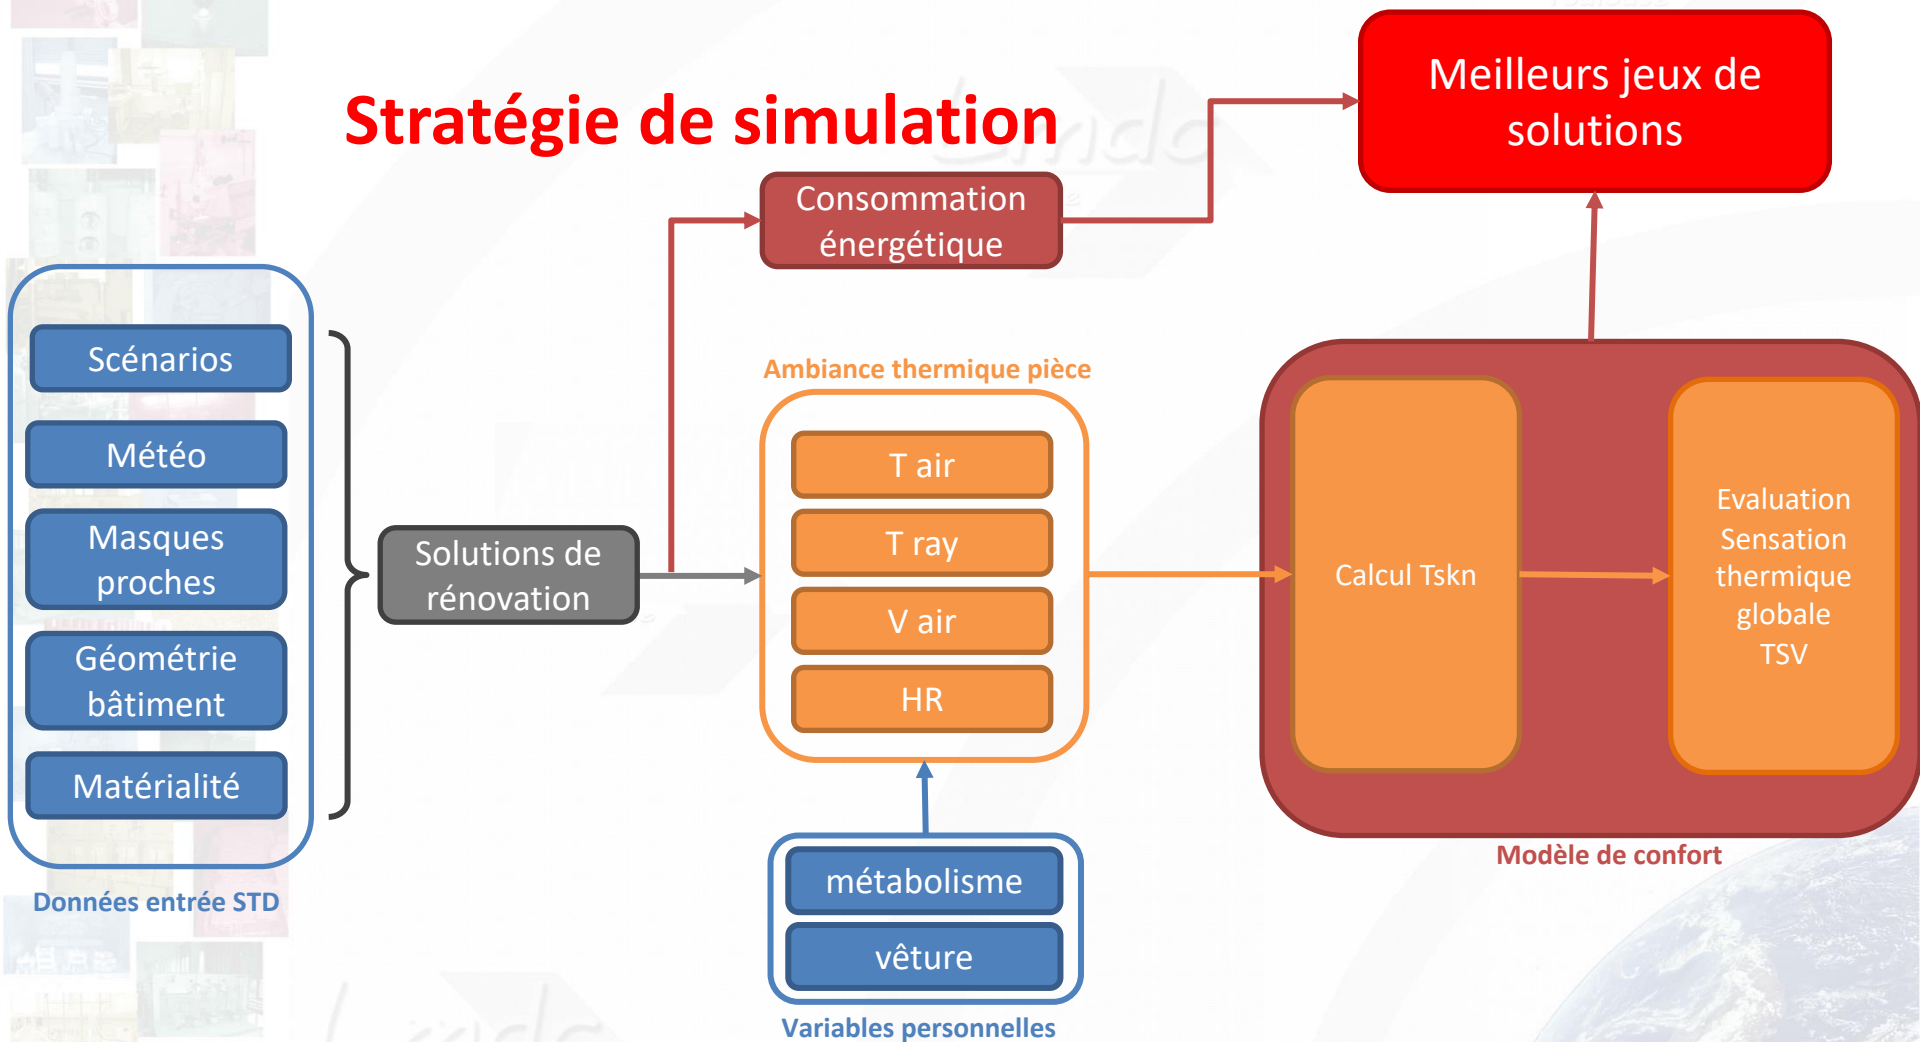 Stratégie de simulation
Meilleurs jeux de
solutions
Consommation
énergétique
Scénarios
Météo
Masques
proches
Géométrie
bâtiment
Matérialité
Données entrée STD
Solutions de
rénovation
Ambiance thermique pièce
T air
T ray
V air
HR
métabolisme
vêture
Variables personnelles
Calcul Tskn
Evaluation
Sensation
thermique
globale
TSV
Modèle de confort
Lmdc